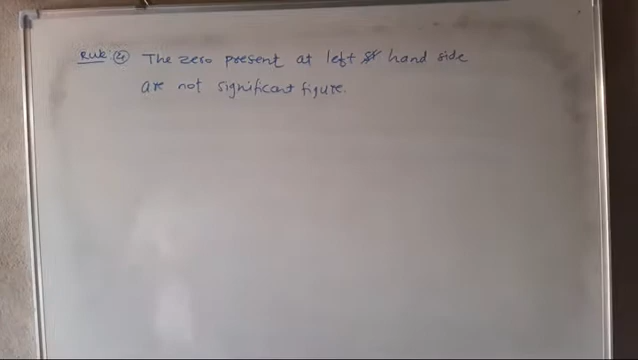 Rule: ④ The zero present at left hand side
are not significant figure.